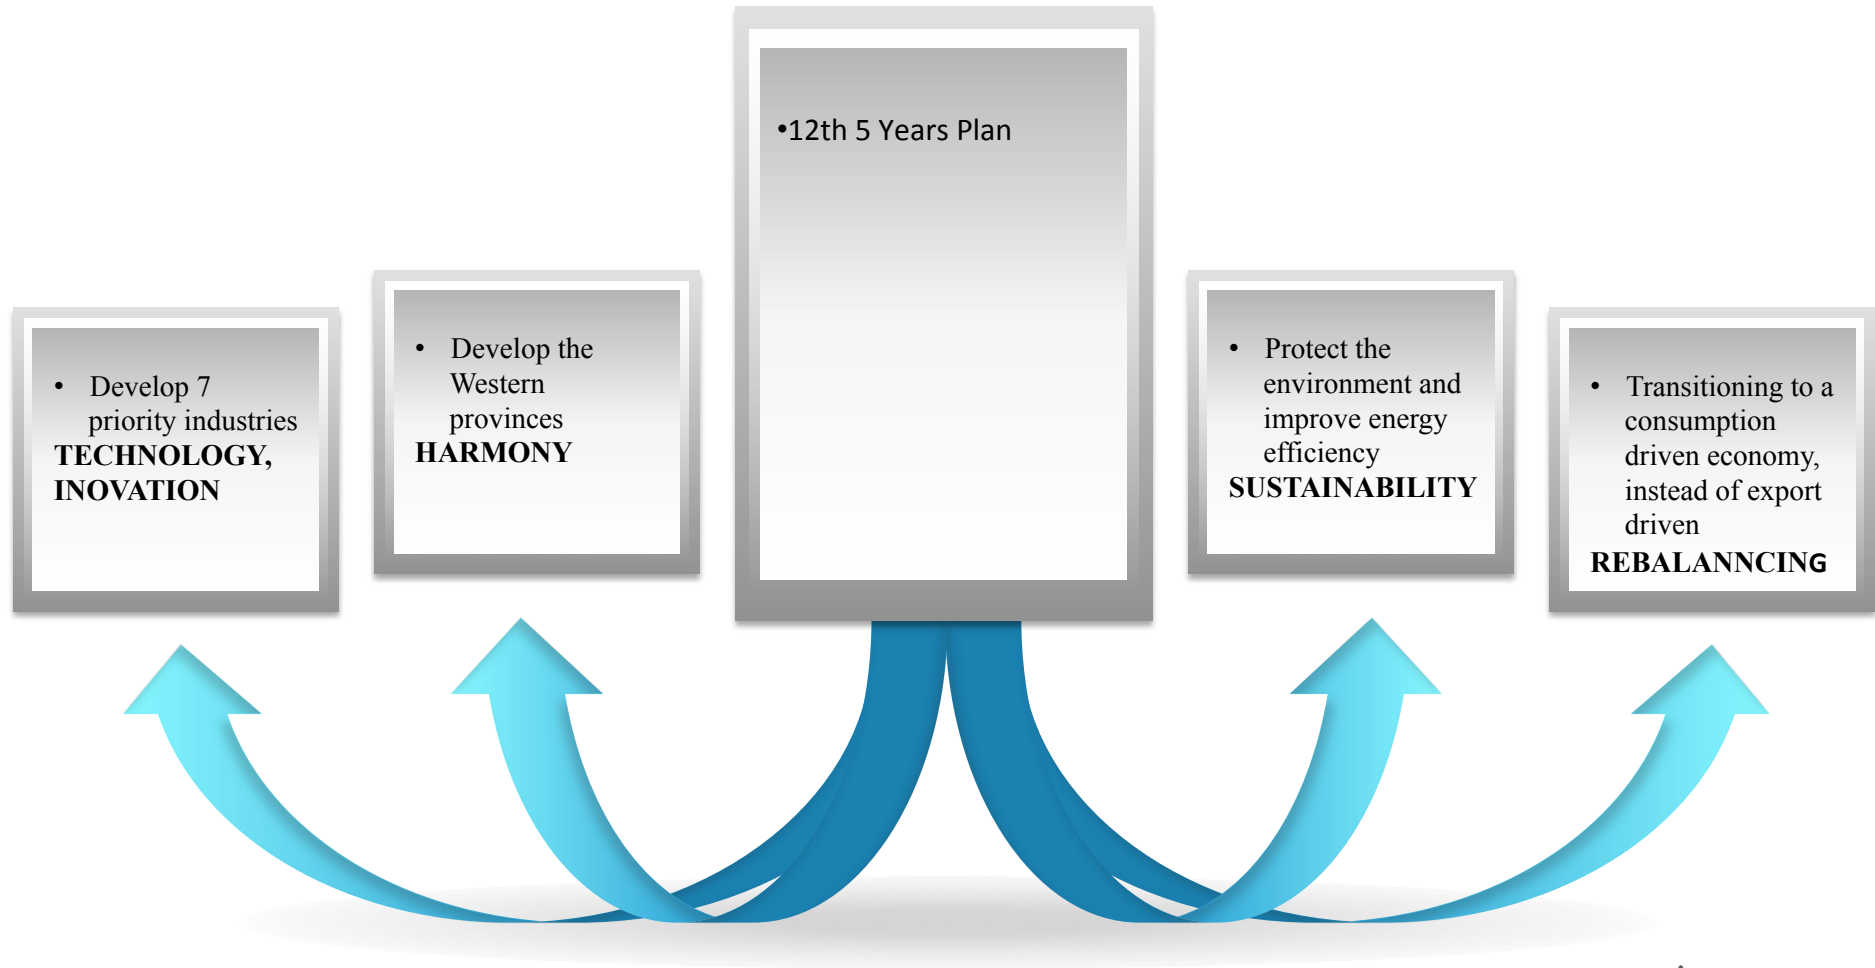 •12th 5 Years Plan
• Develop 7
priority industries
TECHNOLOGY,
INOVATION
• Develop the
Western
provinces
HARMONY
• Protect the
environment and
improve energy
efficiency
SUSTAINABILITY
• Transitioning to a
consumption
driven economy,
instead of export
driven
REBALANNCING